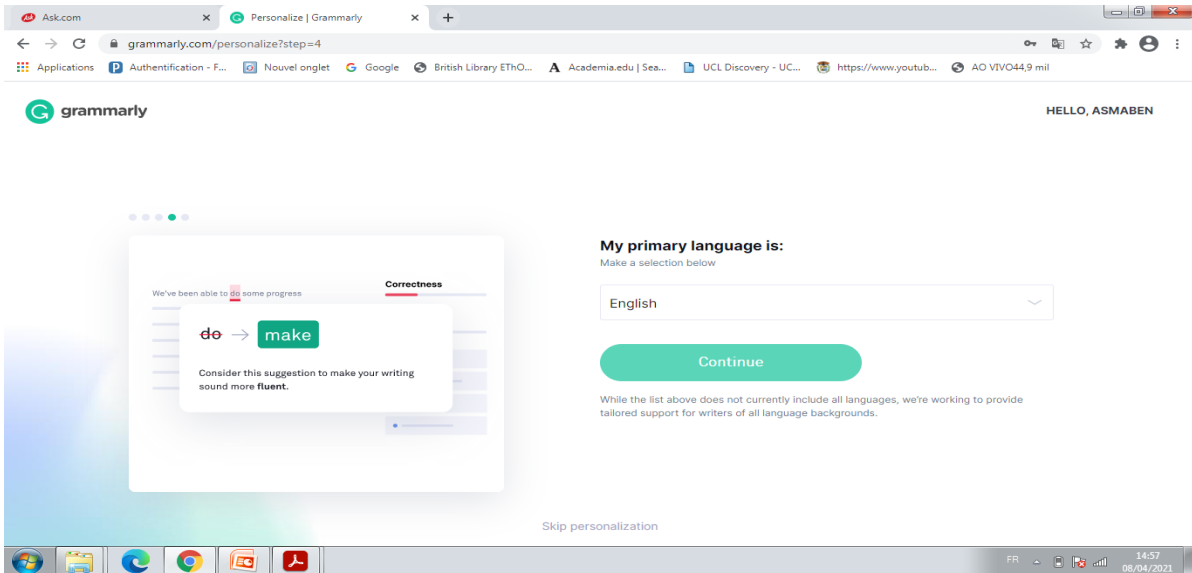 Ask.com
Personalize | Grammarly
grammarly.com/personalize?step=4
Applications
Authentification - F...
Nouvel onglet
Google
British Library EThO...
Academia.edu | Sea...
UCL Discovery - UC...
https://www.youtub...
AO VIVO44,9 mil
grammarly
HELLO, ASMABEN
We've been able to do some progress
Correctness
do → make
Consider this suggestion to make your writing
sound more fluent.
My primary language is:
Make a selection below
English
Continue
While the list above does not currently include all languages, we're working to provide
tailored support for writers of all language backgrounds.
Skip personalization
FR
14:57
08/04/2021